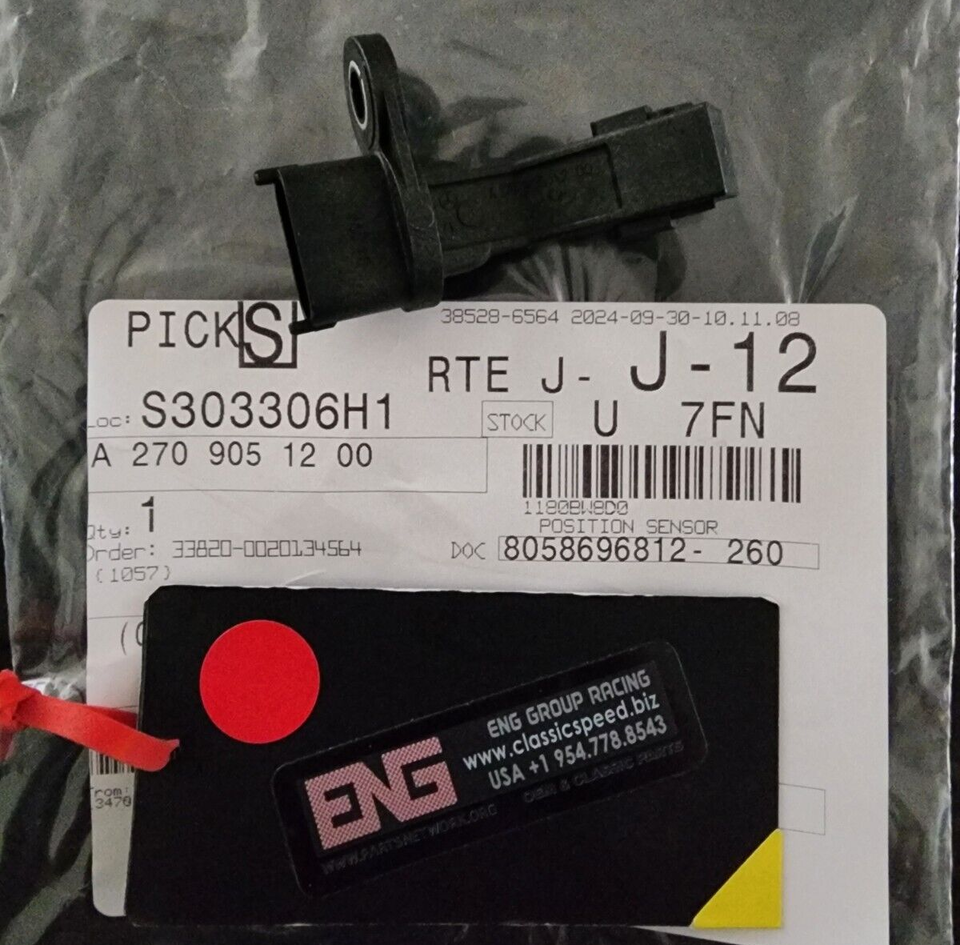 38528-6564 2024-09-30-10.11.08
PICK S
RTE J- J-12
Loc: S303306H1
STOCK U 7FN
A 270 905 12 00
1180BW8D0
Qty: 1
POSITION SENSOR
Order: 33820-0020134564
DOC 8058696812- 260
(1057)
ENG GROUP RACING
www.classicspeed.biz
USA +1 954.778.8543
ENG
OEM & CLASSIC PARTS
WWW.PARTSNETWORK.ORG
From:
3470